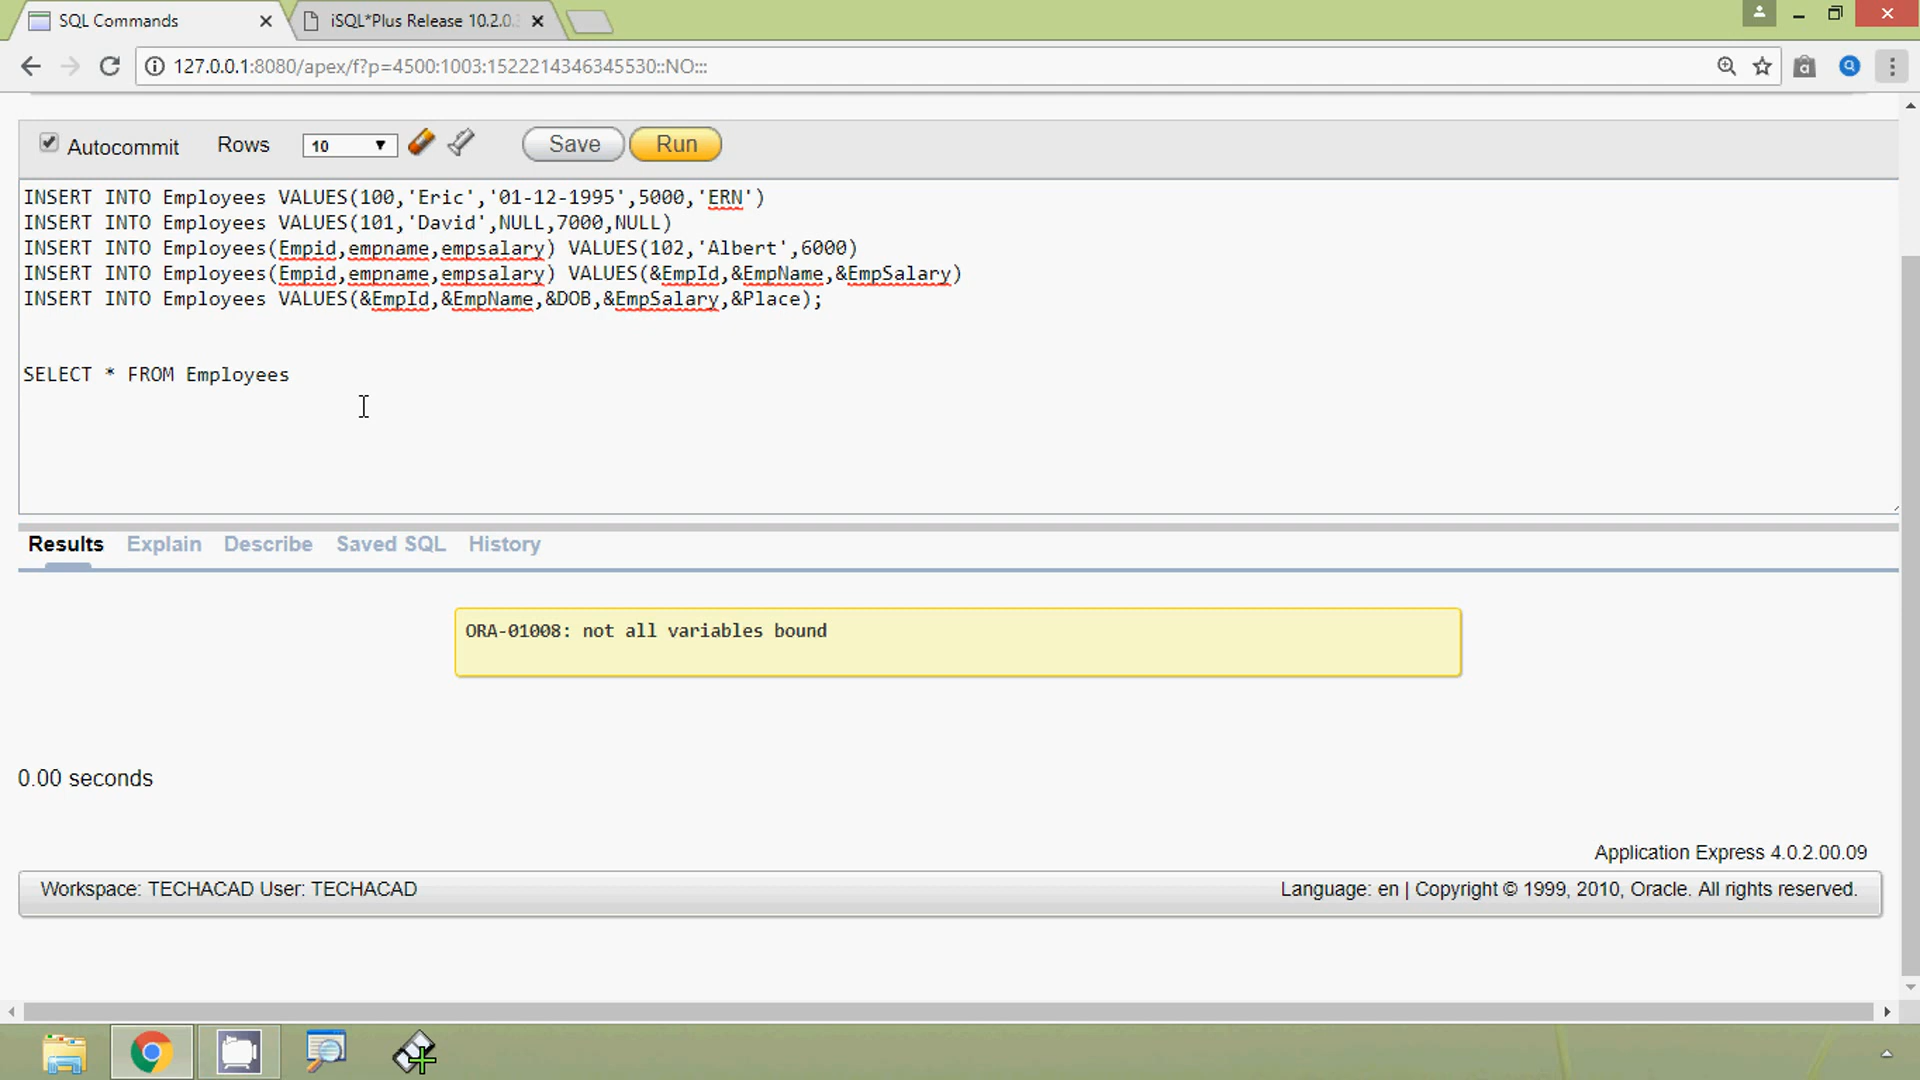 SQL Commands
iSQL*Plus Release 10.2.0.
127.0.0.1:8080/apex/f?p=4500:1003:1522214346345530::NO:::
Autocommit Rows 10 Save Run
INSERT INTO Employees VALUES(100,'Eric','01-12-1995',5000,'ERN')
INSERT INTO Employees VALUES(101,'David',NULL,7000,NULL)
INSERT INTO Employees(Empid,empname,empsalary) VALUES(102,'Albert',6000)
INSERT INTO Employees(Empid,empname,empsalary) VALUES(&EmpId,&EmpName,&EmpSalary)
INSERT INTO Employees VALUES(&EmpId,&EmpName,&DOB,&EmpSalary,&Place);
SELECT * FROM Employees
Results Explain Describe Saved SQL History
ORA-01008: not all variables bound
0.00 seconds
Application Express 4.0.2.00.09
Workspace: TECHACAD User: TECHACAD
Language: en | Copyright © 1999, 2010, Oracle. All rights reserved.